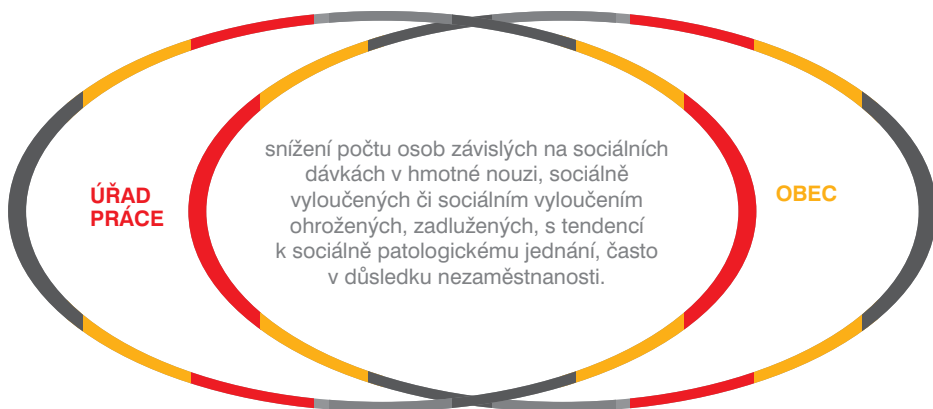 ÚŘAD
PRÁCE
snížení počtu osob závislých na sociálních
dávkách v hmotné nouzi, sociálně
vyloučených či sociálním vyloučením
ohrožených, zadlužených, s tendencí
k sociálně patologickému jednání, často
v důsledku nezaměstnanosti.
OBEC